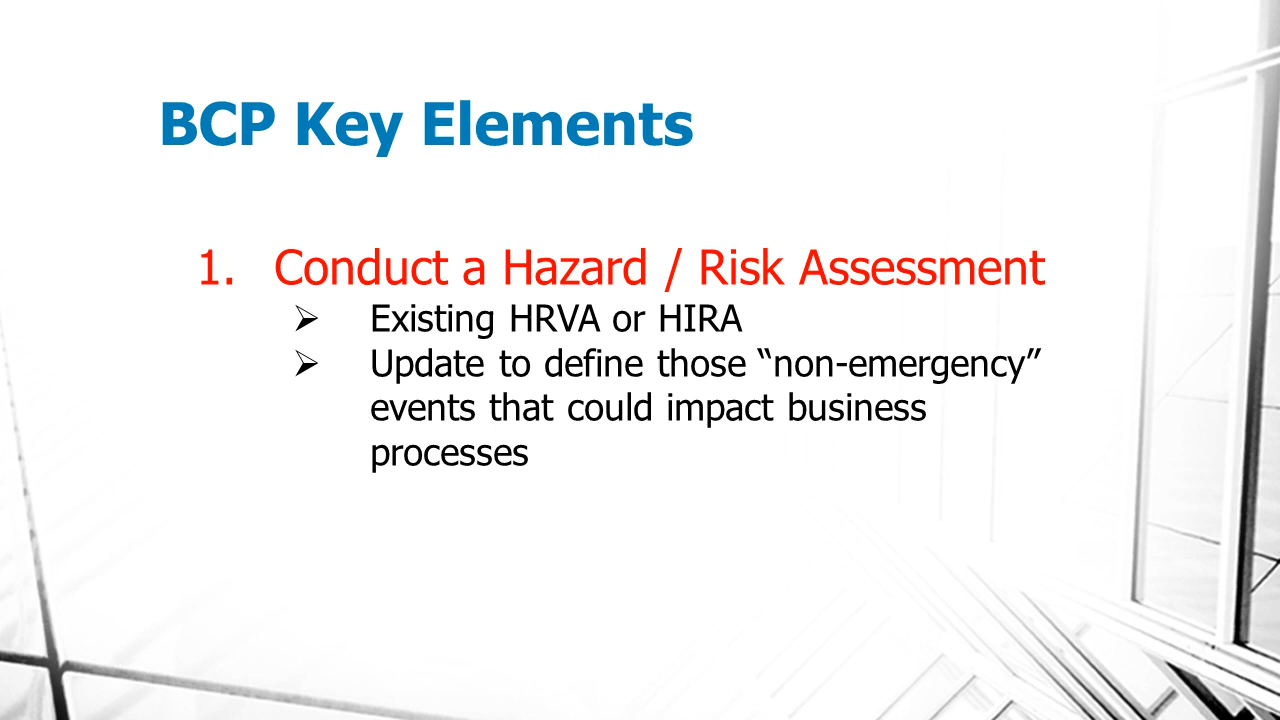 BCP Key Elements
1. Conduct a Hazard / Risk Assessment
➢ Existing HRVA or HIRA
➢ Update to define those “non-emergency”
events that could impact business
processes